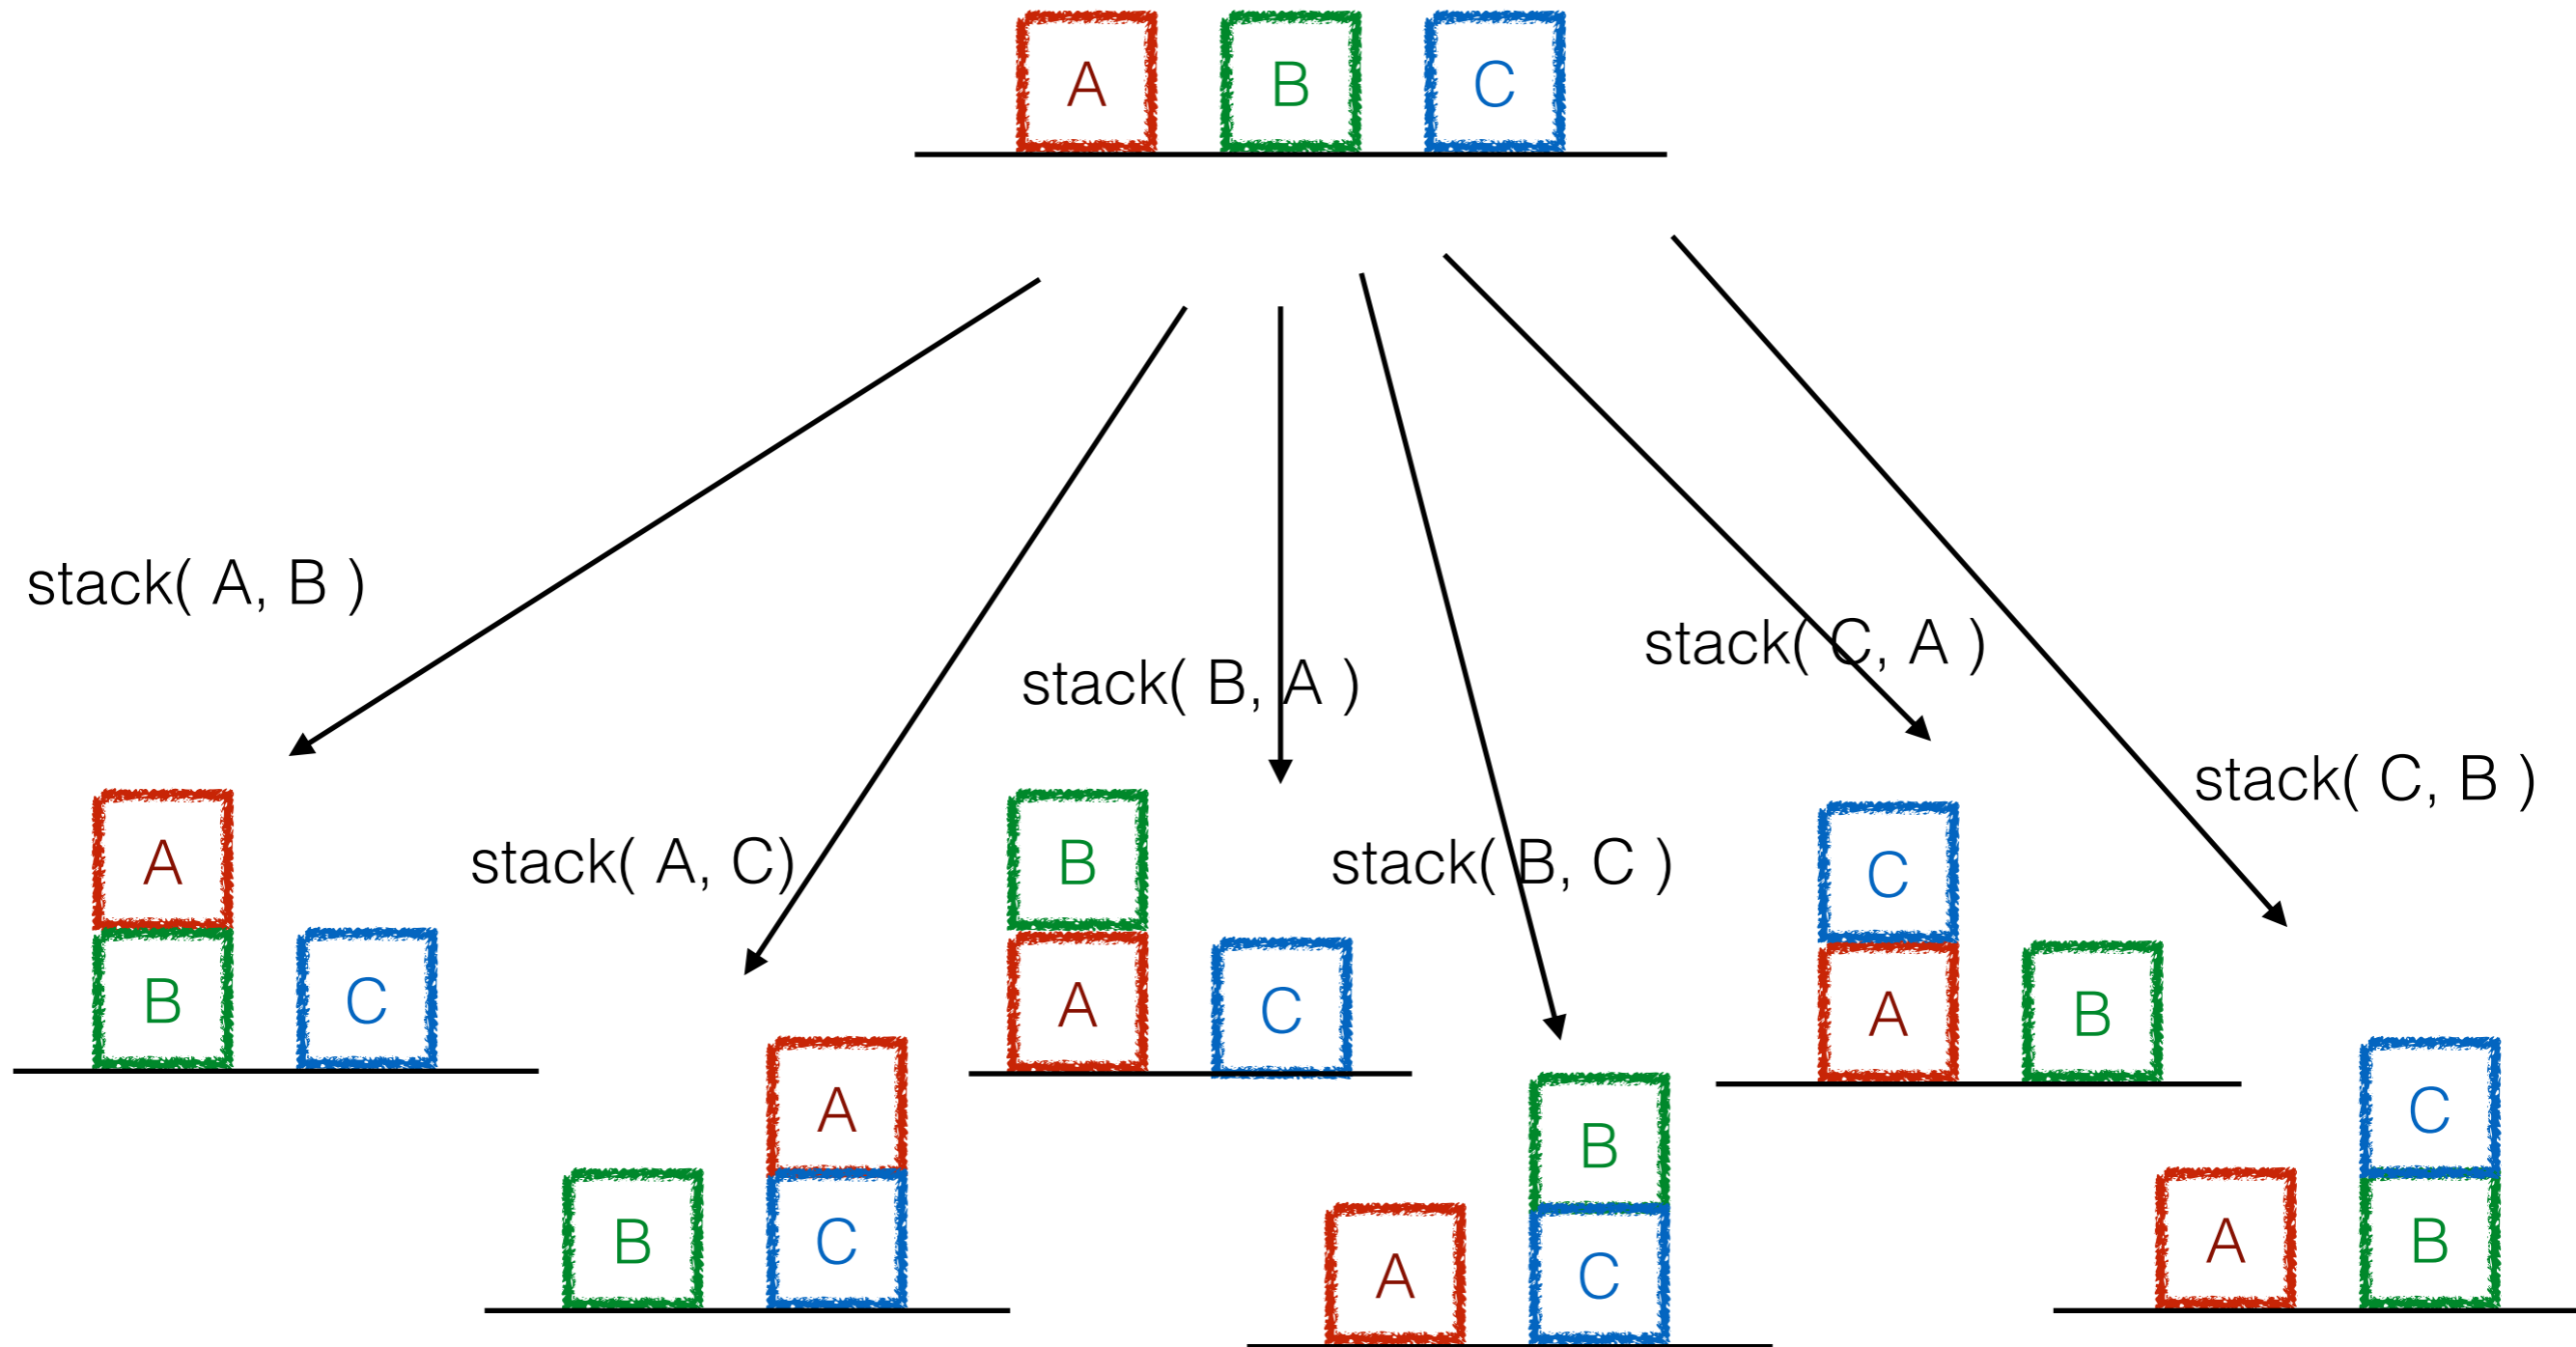 A B C
stack( A, B )
stack( C, A )
stack( B, A )
stack( C, B )
stack( A, C)
stack( B, C )
A
B C
B
A C
C
A B
A
B C
B
A C
C
A B